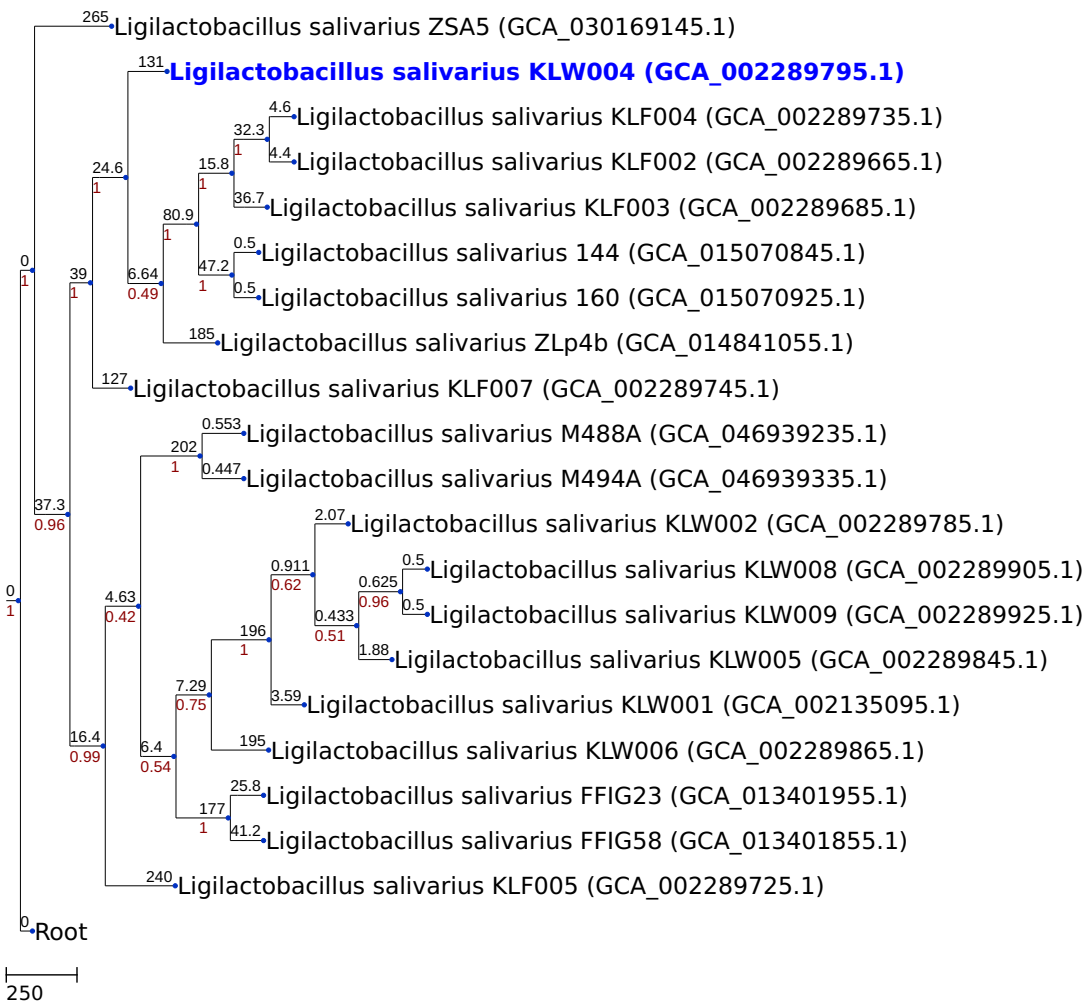 265
Ligilactobacillus salivarius ZSA5 (GCA_030169145.1)
131
Ligilactobacillus salivarius KLW004 (GCA_002289795.1)
4.6
Ligilactobacillus salivarius KLF004 (GCA_002289735.1)
32.3
1
4.4
Ligilactobacillus salivarius KLF002 (GCA_002289665.1)
24.6
1
15.8
1
36.7
Ligilactobacillus salivarius KLF003 (GCA_002289685.1)
80.9
1
0.5
Ligilactobacillus salivarius 144 (GCA_015070845.1)
0
1
39
1
6.64
0.49
47.2
1
0.5
Ligilactobacillus salivarius 160 (GCA_015070925.1)
185
Ligilactobacillus salivarius ZLp4b (GCA_014841055.1)
127
Ligilactobacillus salivarius KLF007 (GCA_002289745.1)
0.553
Ligilactobacillus salivarius M488A (GCA_046939235.1)
202
1
0.447
Ligilactobacillus salivarius M494A (GCA_046939335.1)
37.3
0.96
2.07
Ligilactobacillus salivarius KLW002 (GCA_002289785.1)
0.911
0.62
0.5
Ligilactobacillus salivarius KLW008 (GCA_002289905.1)
0.625
0.96
0
1
4.63
0.42
0.433
0.51
0.5
Ligilactobacillus salivarius KLW009 (GCA_002289925.1)
196
1
1.88
Ligilactobacillus salivarius KLW005 (GCA_002289845.1)
7.29
0.75
3.59
Ligilactobacillus salivarius KLW001 (GCA_002135095.1)
16.4
0.99
6.4
0.54
195
Ligilactobacillus salivarius KLW006 (GCA_002289865.1)
25.8
Ligilactobacillus salivarius FFIG23 (GCA_013401955.1)
177
1
41.2
Ligilactobacillus salivarius FFIG58 (GCA_013401855.1)
240
Ligilactobacillus salivarius KLF005 (GCA_002289725.1)
0
Root
250